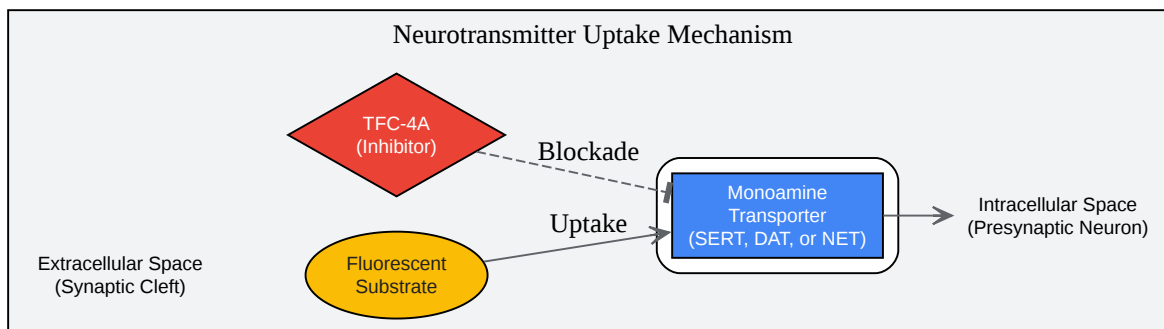 Neurotransmitter Uptake Mechanism
TFC-4A
(Inhibitor)
Blockade
Monoamine
Transporter
(SERT, DAT, or NET)
Intracellular Space
(Presynaptic Neuron)
Uptake
Fluorescent
Substrate
Extracellular Space
(Synaptic Cleft)